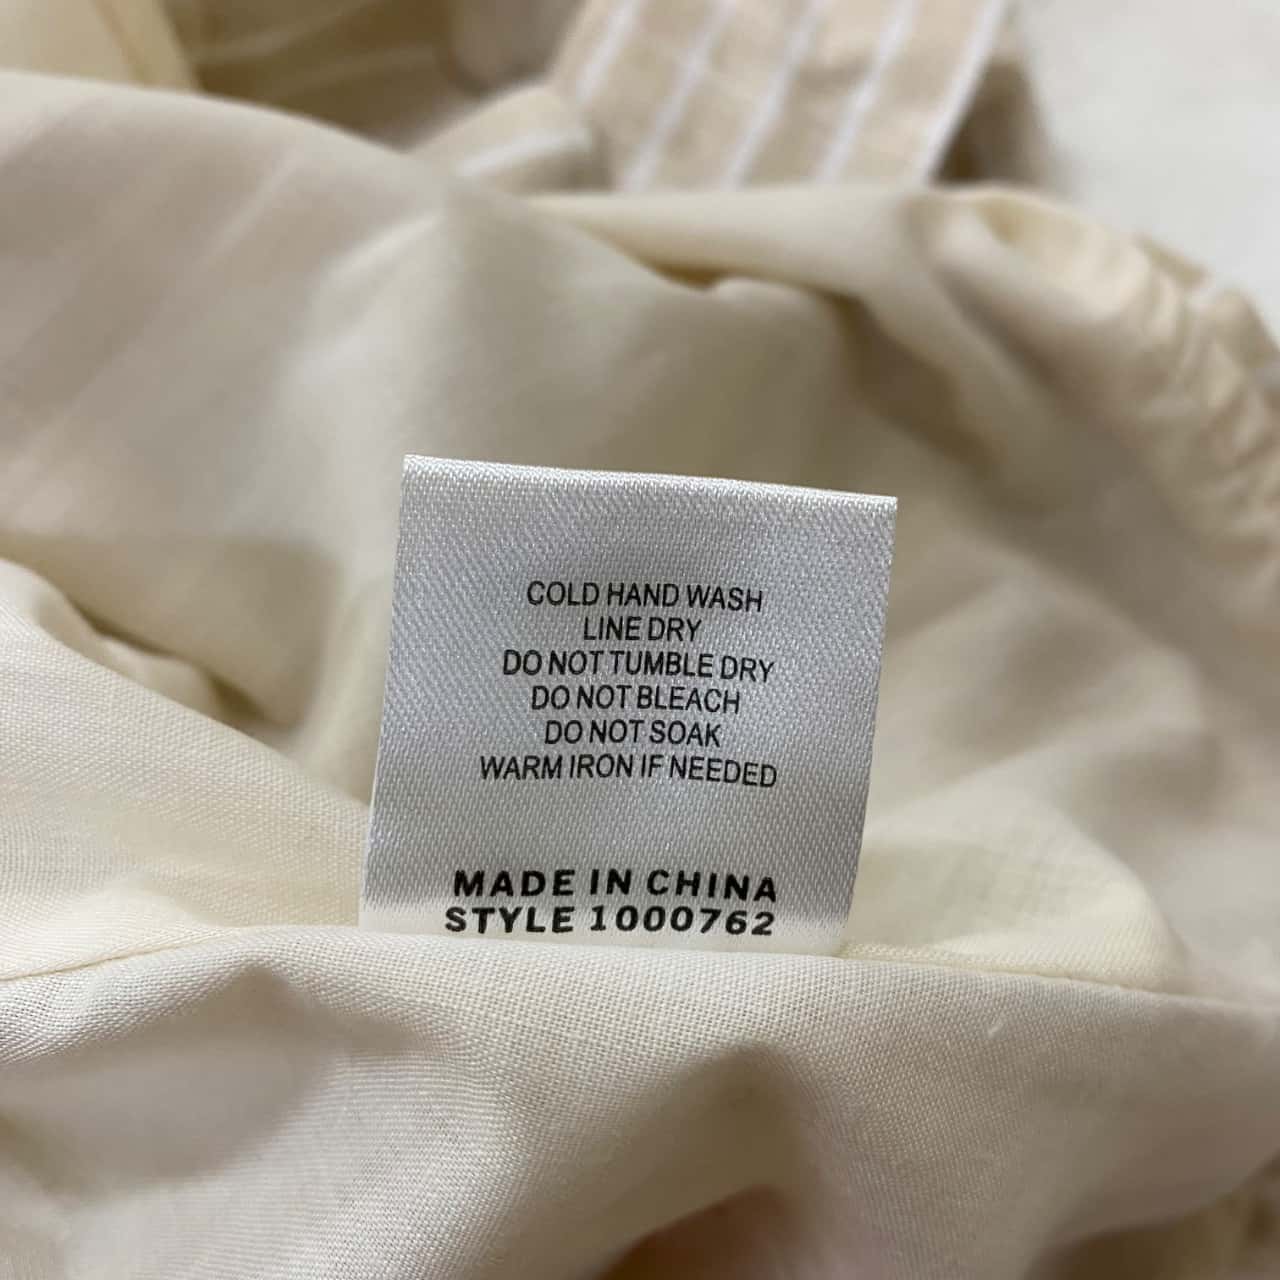 COLD HAND WASH
LINE DRY
DO NOT TUMBLE DRY
DO NOT BLEACH
DO NOT SOAK
WARM IRON IF NEEDED
MADE IN CHINA
STYLE 1000762